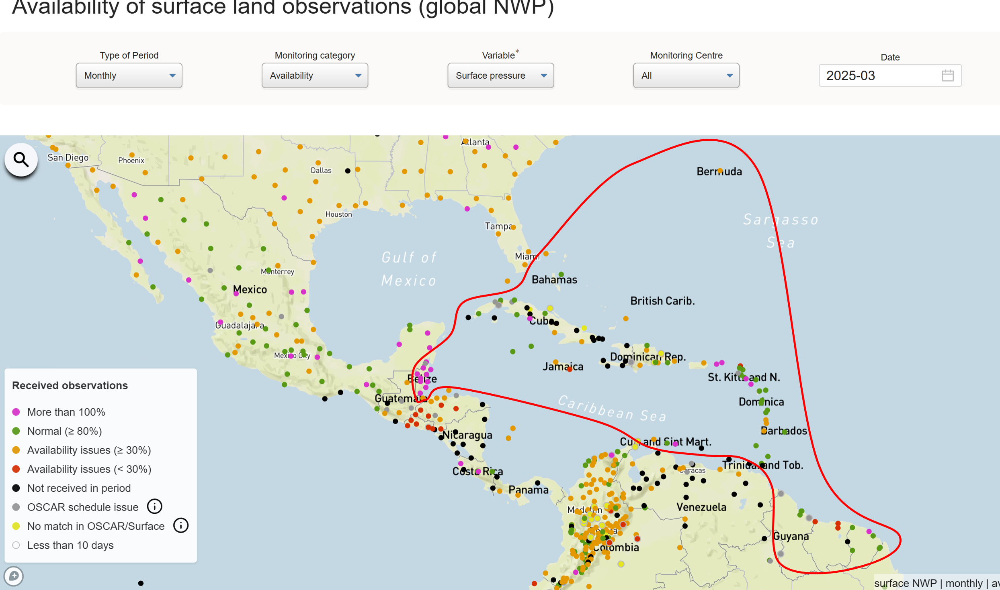 Availability of surface land observations (global NWP)
Type of Period
Monitoring category
Variable*
Monitoring Centre
Date
Monthly
Availability
Surface pressure
All
2025-03
Atlanta
San Diego
Phoenix
Dallas
Bermuda
Houston
Sargasso
Sea
Tampa
Gulf of
Mexico
Miami
Monterrey
Bahamas
Mexico
British Carib.
Cuba
Guadalajara
Mexico City
Dominican Rep.
Jamaica
St. Kitts and N.
Belize
Guatemala
Dominica
Caribbean Sea
Nicaragua
Barbados
Cur. and Sint Mart.
Costa Rica
Caracas
Trinidad and Tob.
Panama
Venezuela
Medellín
Guyana
Colombia
Received observations
More than 100%
Normal (≥ 80%)
Availability issues (≥ 30%)
Availability issues (< 30%)
Not received in period
OSCAR schedule issue
No match in OSCAR/Surface
Less than 10 days
surface NWP | monthly | av